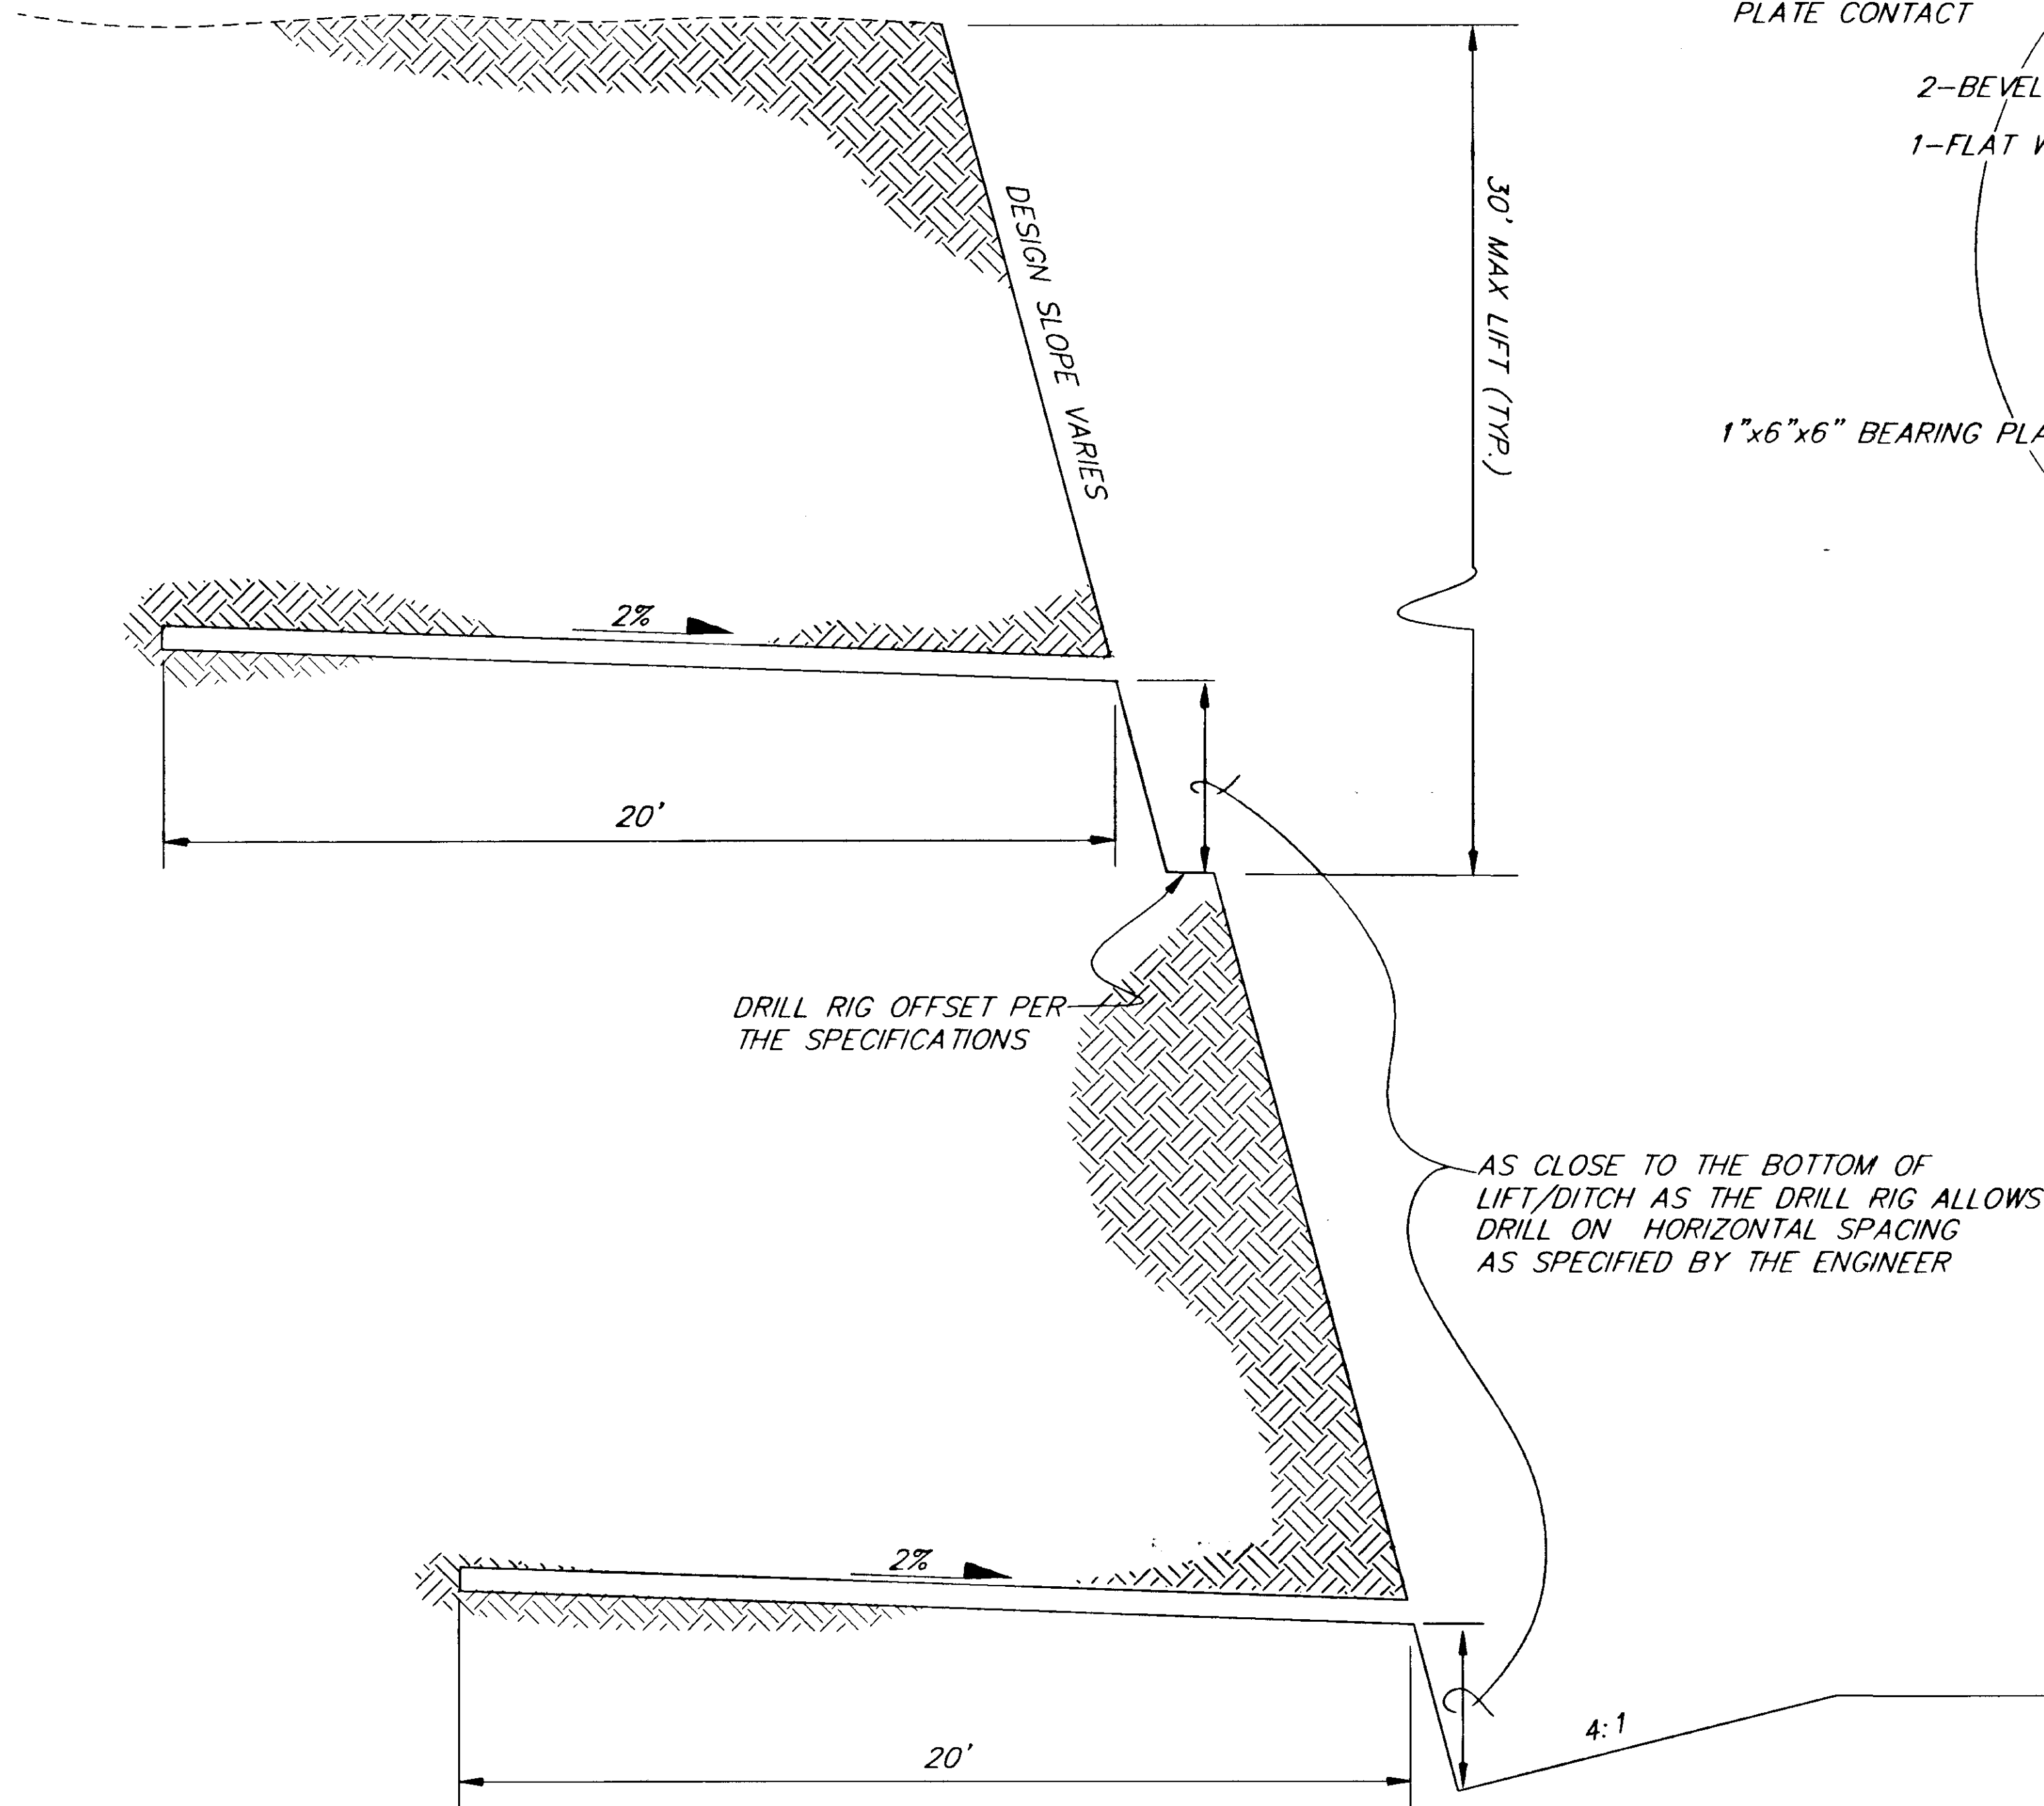 PLATE CONTACT
2-BEVEL
1-FLAT
1"x6"x6" BEARING
30' MAX LIFT (TYP.)
DESIGN SLOPE VARIES
2%
20'
DRILL RIG OFFSET PER
THE SPECIFICATIONS
AS CLOSE TO THE BOTTOM OF
LIFT/DITCH AS THE DRILL RIG ALLOWS
DRILL ON HORIZONTAL SPACING
AS SPECIFIED BY THE ENGINEER
2%
4:1
20'